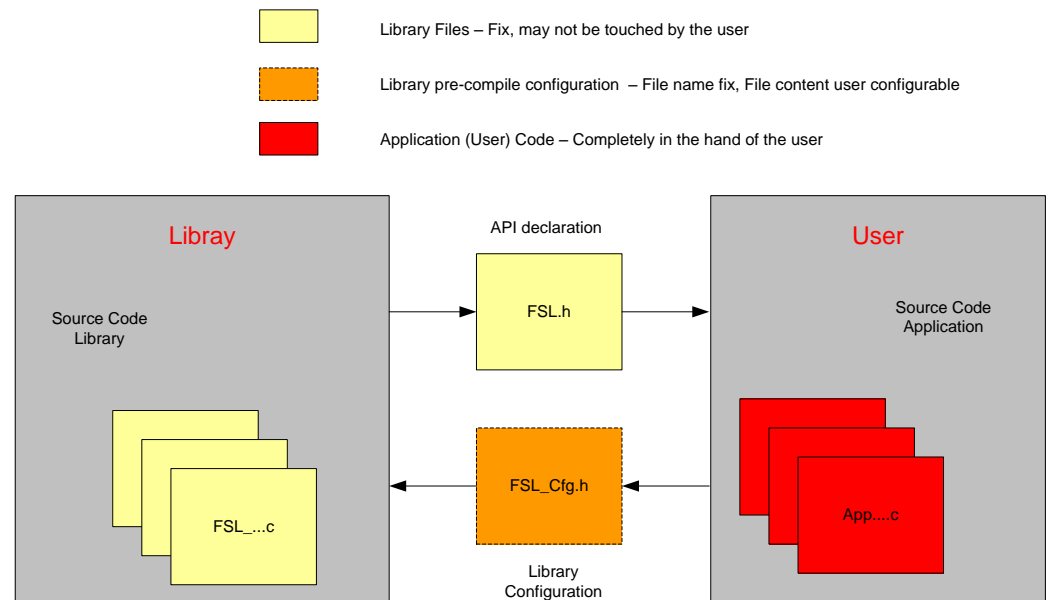 Library Files – Fix, may not be touched by the user
Library pre-compile configuration – File name fix, File content user configurable
Application (User) Code – Completely in the hand of the user
Libray
API declaration
User
FSL.h
Source Code
Library
Source Code
Application
FSL_...c
FSL_Cfg.h
App....c
Library
Configuration